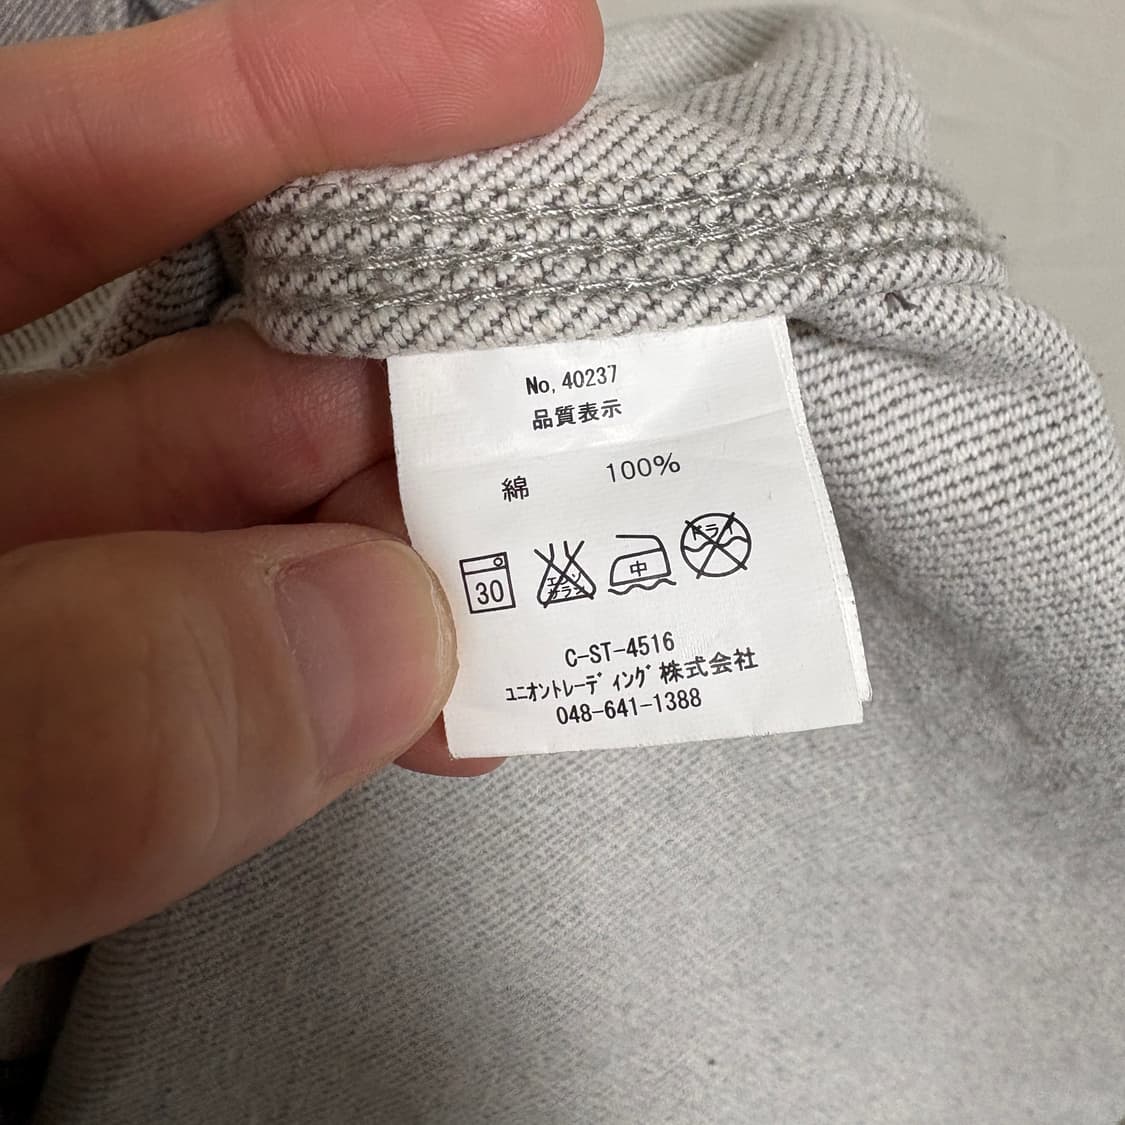 No. 40237
品質表示
綿 100%
30 エンソ サラシ 中 ドライ
C-ST-4516
ユニオントレーディング株式会社
048-641-1388